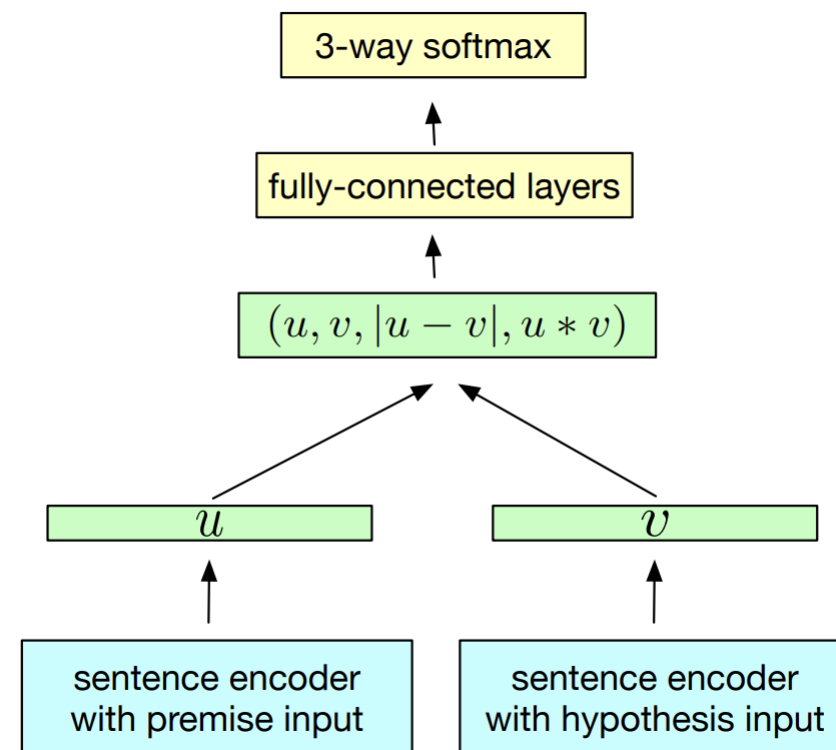 3-way softmax
fully-connected layers
(u, v, |u − v|, u * v)
u
v
sentence encoder
with premise input
sentence encoder
with hypothesis input